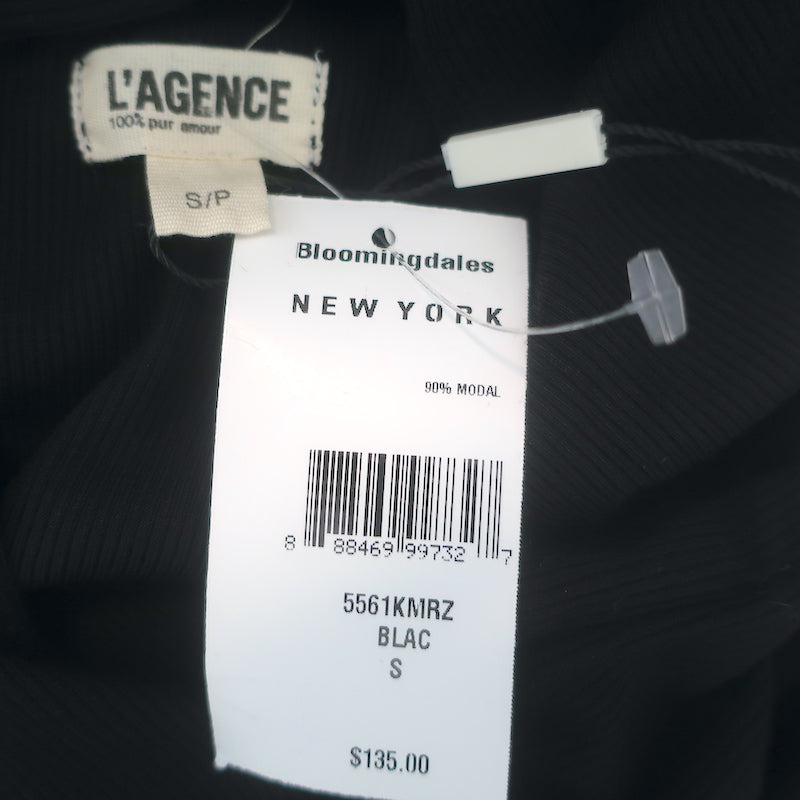 L'AGENCE
100% pur amour
S/P
Bloomingdales
NEW YORK
90% MODAL
8 88469 99732 7
5561KMRZ
BLAC
S
$135.00